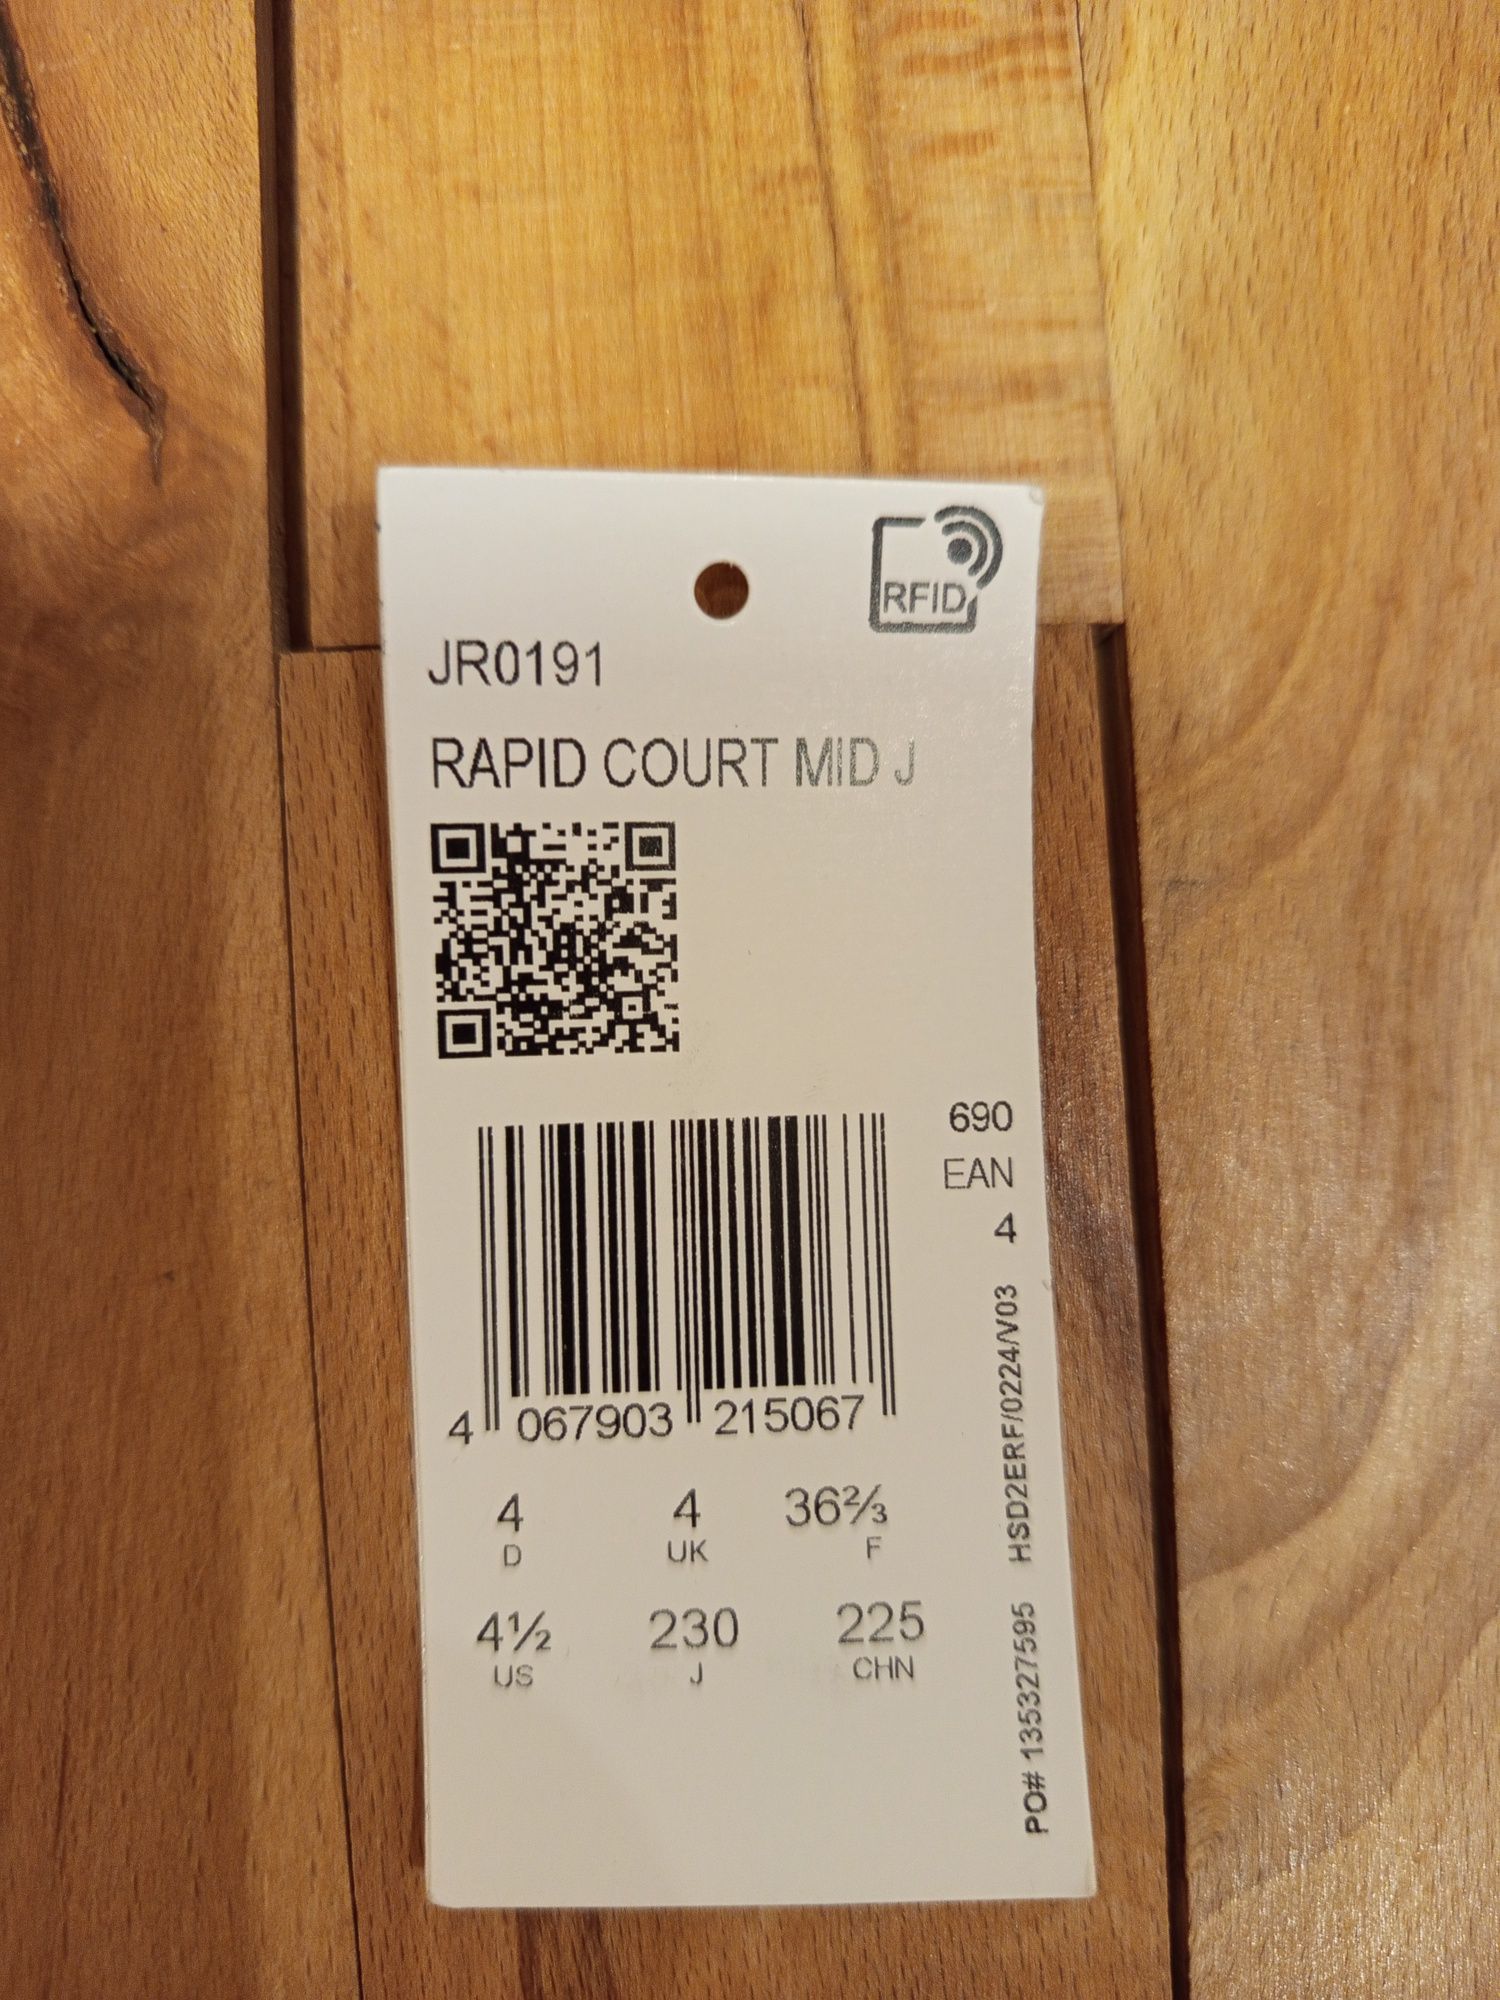 RFID
JR0191
RAPID COURT MID J
690
EAN
4
4 067903 215067
4 4 36⅔
D UK F
4½ 230 225
US J CHN
PO# 135327595 HSD2ERF/0224/V03